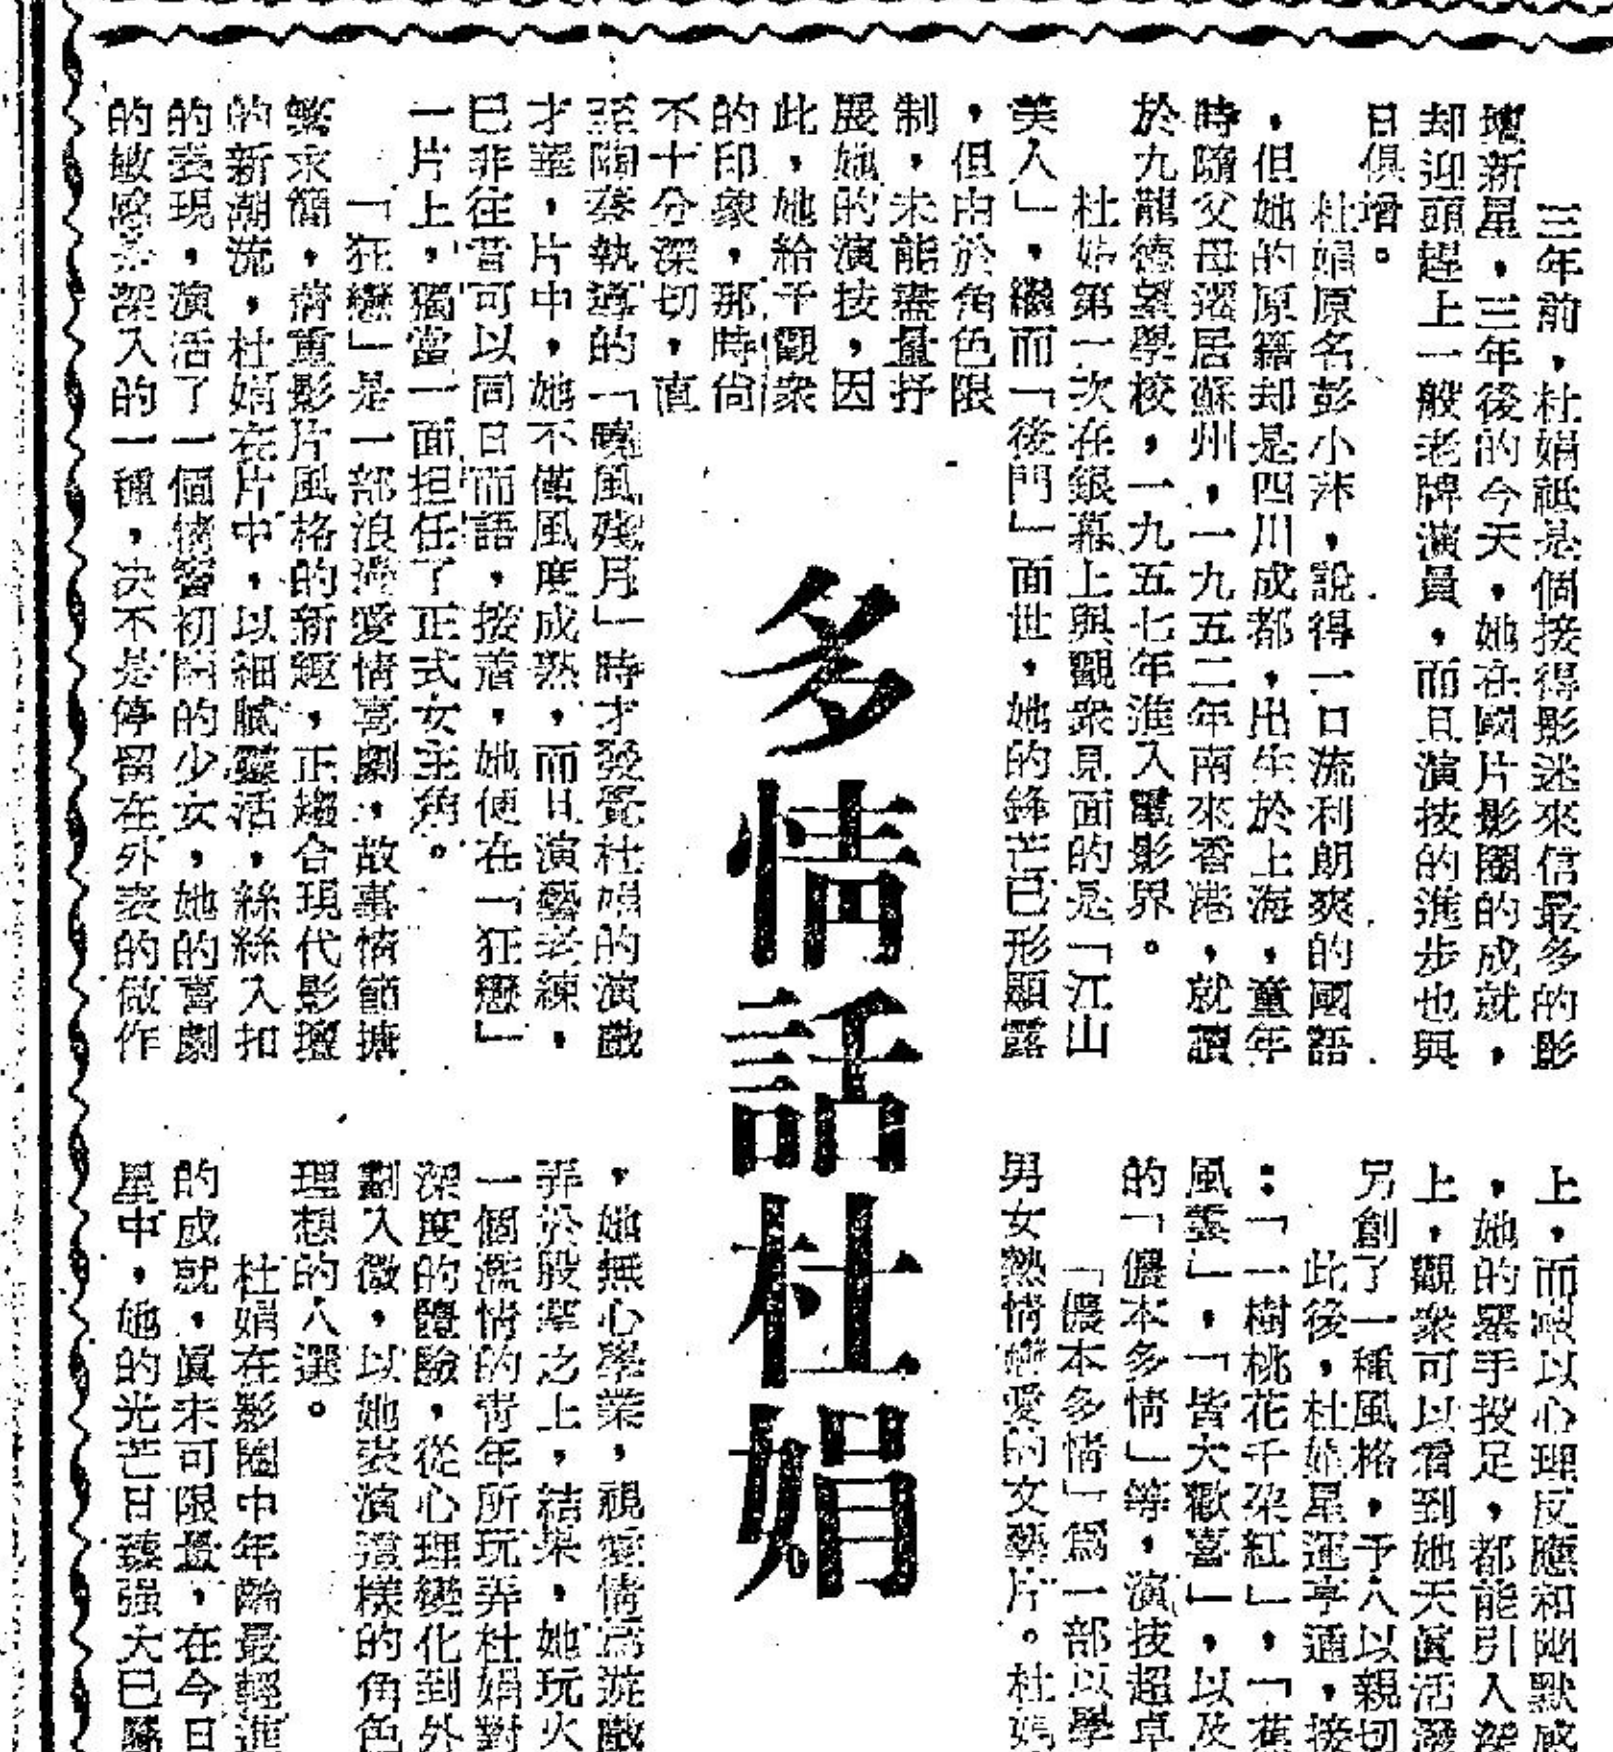 多情話杜娟
三年前，杜娟祗是個接得影迷來信最多的影
壇新星，三年後的今天，她在國片影圈的成就，
却迎頭趕上一般老牌演員，而且演技的進步也與
日俱增。
杜娟原名彭小萍，說得一口流利朗爽的國語
，但她的原籍却是四川成都，出生於上海，童年
時隨父母遷居蘇州，一九五二年南來香港，就讀
於九龍德望學校，一九五七年進入電影界。
杜娟第一次在銀幕上與觀衆見面的是「江山
美人」，繼而「後門」面世，她的鋒芒已形顯露
，但由於角色限
制，未能盡量抒
展她的演技，因
此，她給予觀衆
的印象，那時尚
不十分深切，直
至陶秦執導的「曉風殘月」時才發覺杜娟的演戲
才華，片中，她不僅風度成熟，而且演藝老練，
已非往昔可以同日而語，接着，她便在「狂戀」
一片上，獨當一面担任了正式女主角。
「狂戀」是一部浪漫愛情喜劇，故事情節摘
繁求簡，着重影片風格的新趣，正趨合現代影壇
的新潮流，杜娟在片中，以細膩靈活，絲絲入扣
的表現，演活了一個情竇初開的少女，她的喜劇
的敏感是深入的一種，决不是停留在外表的做作
上，而以心理反應和幽默感
，她的舉手投足，都能引人深
上，觀衆可以看到她天眞活潑
另創了一種風格，予人以親切
此後，杜娟星運亨通，接
：「一樹桃花千朶紅」，「蕉
風雲」，「皆大歡喜」，以及
的「儂本多情」等，演技超卓
「儂本多情」爲一部以學
男女熱情戀愛的文藝片。杜娟
，她無心學業，視愛情爲遊戲
弄於股掌之上，結果，她玩火
一個濫情的青年所玩弄杜娟對
深度的體驗，從心理變化到外
劃入微，以她表演這樣的角色
理想的人選。
杜娟在影圈中年齡最輕進
的成就，眞未可限量，在今日
星中，她的光芒日臻强大已屬